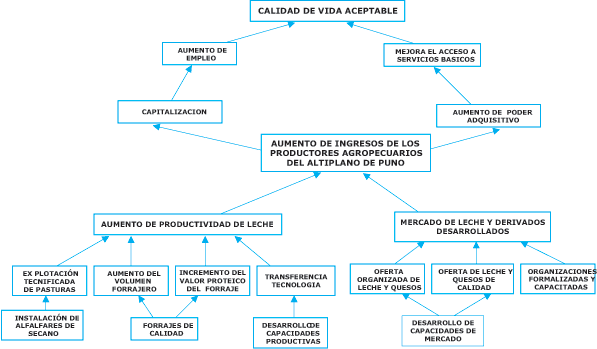 CALIDAD DE VIDA ACEPTABLE
AUMENTO DE
EMPLEO
MEJORA EL ACCESO A
SERVICIOS BASICOS
CAPITALIZACION
AUMENTO DE PODER
ADQUISITIVO
AUMENTO DE INGRESOS DE LOS
PRODUCTORES AGROPECUARIOS
DEL ALTIPLANO DE PUNO
AUMENTO DE PRODUCTIVIDAD DE LECHE
MERCADO DE LECHE Y DERIVADOS
DESARROLLADOS
EX PLOTACIÓN
TECNIFICADA
DE PASTURAS
AUMENTO DEL
VOLUMEN
FORRAJERO
INCREMENTO DEL
VALOR PROTEICO
DEL FORRAJE
TRANSFERENCIA
TECNOLOGIA
OFERTA
ORGANIZADA DE
LECHE Y QUESOS
OFERTA DE LECHE Y
QUESOS DE
CALIDAD
ORGANIZACIONES
FORMALIZADAS Y
CAPACITADAS
INSTALACIÓN DE
ALFALFARES DE
SECANO
FORRAJES DE
CALIDAD
DESARROLLO DE
CAPACIDADES
PRODUCTIVAS
DESARROLLO DE
CAPACIDADES DE
MERCADO